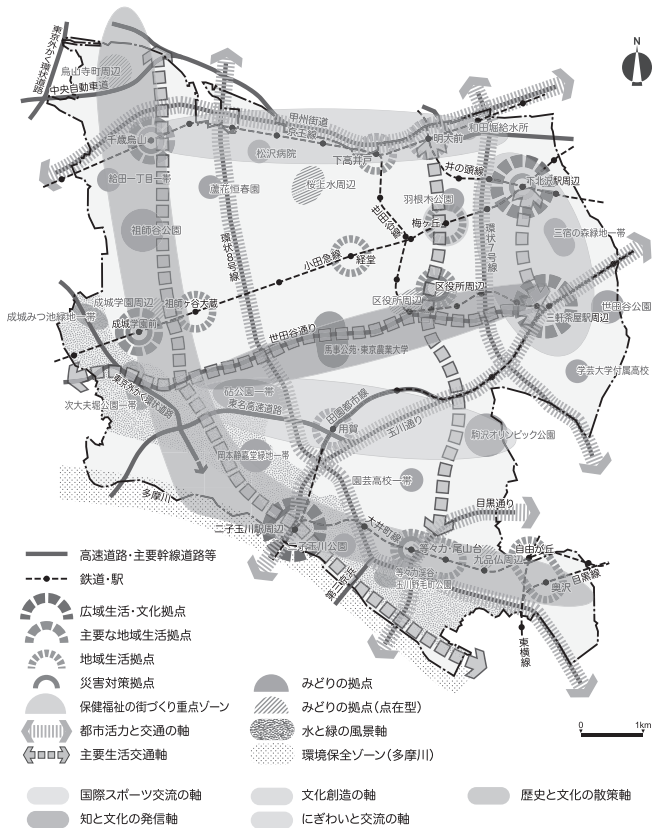 東京外かく環状道路
烏山寺町周辺
中央自動車道
N
甲州街道
京王線
和田堀給水所
千歳烏山
松沢病院
下高井戸
明大前
井の頭線
下北沢駅周辺
給田一丁目一帯
蘆花恒春園
桜上水周辺
羽根木公園
世田谷線
梅ヶ丘
三宿の森緑地一帯
祖師谷公園
環状8号線
小田急線
経堂
環状7号線
区役所周辺
区役所周辺
世田谷公園
成城学園周辺
祖師ヶ谷大蔵
成城みつ池緑地一帯
成城学園前
世田谷通り
三軒茶屋駅周辺
馬事公苑・東京農業大学
学芸大学付属高校
東京外かく環状道路
次大夫堀公園一帯
砧公園一帯
東名高速道路
田園都市線
用賀
玉川通り
駒沢オリンピック公園
岡本静嘉堂緑地一帯
園芸高校一帯
多摩川
目黒通り
二子玉川駅周辺
大井町線
二子玉川公園
等々力・尾山台
自由が丘
九品仏周辺
等々力渓谷
玉川野毛町公園
奥沢
目黒線
第三京浜
東横線
高速道路・主要幹線道路等
鉄道・駅
広域生活・文化拠点
主要な地域生活拠点
地域生活拠点
災害対策拠点
保健福祉の街づくり重点ゾーン
都市活力と交通の軸
主要生活交通軸
みどりの拠点
みどりの拠点(点在型)
水と緑の風景軸
環境保全ゾーン(多摩川)
0 1km
国際スポーツ交流の軸
文化創造の軸
歴史と文化の散策軸
知と文化の発信軸
にぎわいと交流の軸